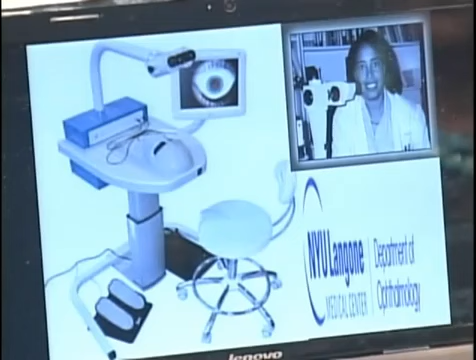 NYU Langone
MEDICAL CENTER
Department of
Ophthalmology
lenovo